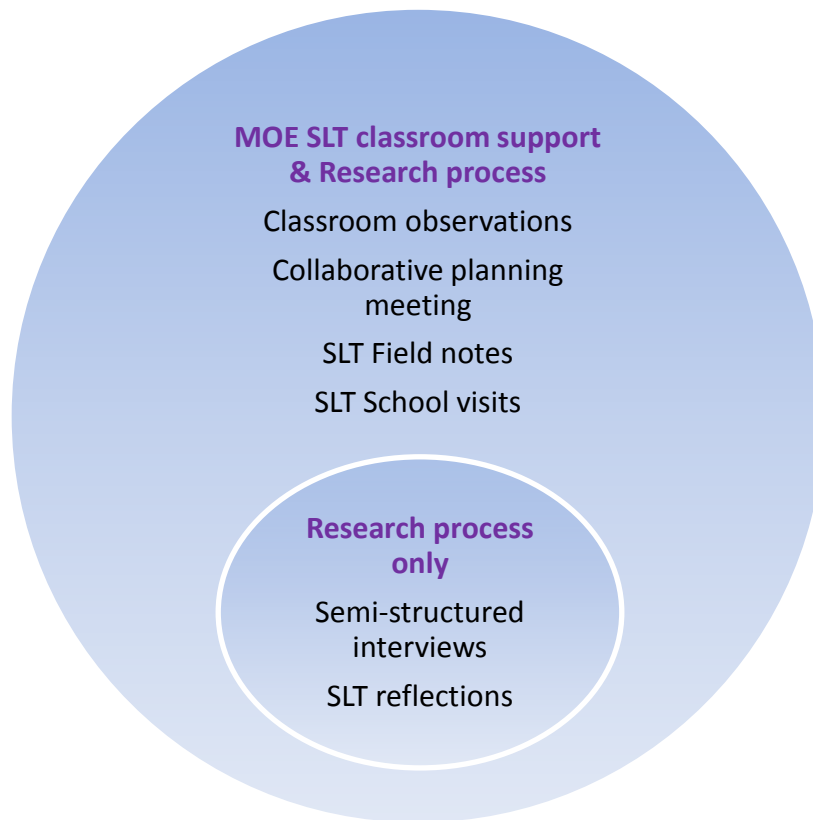 MOE SLT classroom support
& Research process
Classroom observations
Collaborative planning
meeting
SLT Field notes
SLT School visits
Research process
only
Semi-structured
interviews
SLT reflections